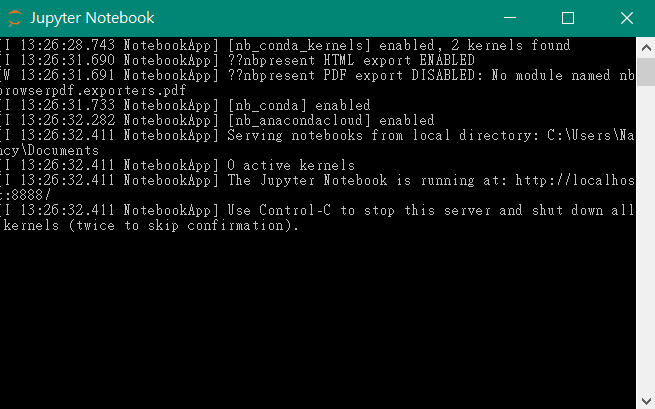 Jupyter Notebook
[I 13:26:28.743 NotebookApp] [nb_conda_kernels] enabled, 2 kernels found
[I 13:26:31.690 NotebookApp] ??nbpresent HTML export ENABLED
[W 13:26:31.691 NotebookApp] ??nbpresent PDF export DISABLED: No module named nb
browserpdf.exporters.pdf
[I 13:26:31.733 NotebookApp] [nb_conda] enabled
[I 13:26:32.282 NotebookApp] [nb_anacondacloud] enabled
[I 13:26:32.411 NotebookApp] Serving notebooks from local directory: C:\Users\Na
ncy\Documents
[I 13:26:32.411 NotebookApp] 0 active kernels
[I 13:26:32.411 NotebookApp] The Jupyter Notebook is running at: http://localhos
t:8888/
[I 13:26:32.411 NotebookApp] Use Control-C to stop this server and shut down all
kernels (twice to skip confirmation).